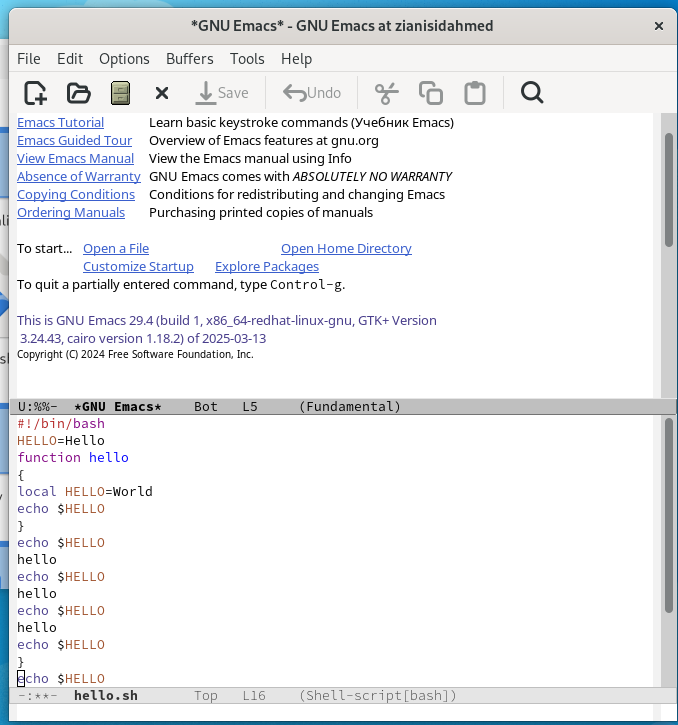 *GNU Emacs* - GNU Emacs at zianisidahmed ×
File Edit Options Buffers Tools Help
Save Undo
Emacs Tutorial Learn basic keystroke commands (Учебник Emacs)
Emacs Guided Tour Overview of Emacs features at gnu.org
View Emacs Manual View the Emacs manual using Info
Absence of Warranty GNU Emacs comes with ABSOLUTELY NO WARRANTY
Copying Conditions Conditions for redistributing and changing Emacs
Ordering Manuals Purchasing printed copies of manuals
To start... Open a File Open Home Directory
Customize Startup Explore Packages
To quit a partially entered command, type Control-g.
This is GNU Emacs 29.4 (build 1, x86_64-redhat-linux-gnu, GTK+ Version
3.24.43, cairo version 1.18.2) of 2025-03-13
Copyright (C) 2024 Free Software Foundation, Inc.
U:%%- *GNU Emacs* Bot L5 (Fundamental)
#!/bin/bash
HELLO=Hello
function hello
{
local HELLO=World
echo $HELLO
}
echo $HELLO
hello
echo $HELLO
hello
echo $HELLO
hello
echo $HELLO
}
echo $HELLO
-:**- hello.sh Top L16 (Shell-script[bash])